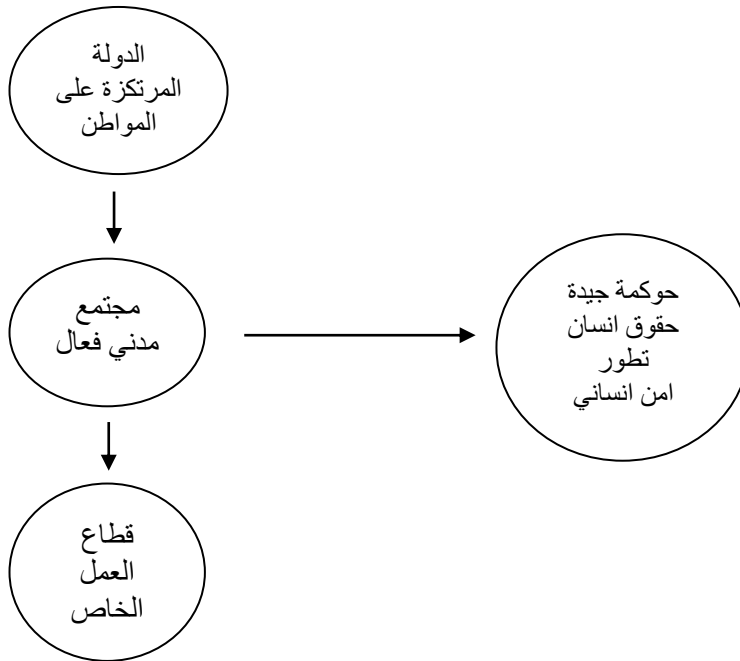 الدولة
المرتكزة على
المواطن
مجتمع
مدني فعال
حوكمة جيدة
حقوق انسان
تطور
امن انساني
قطاع
العمل
الخاص